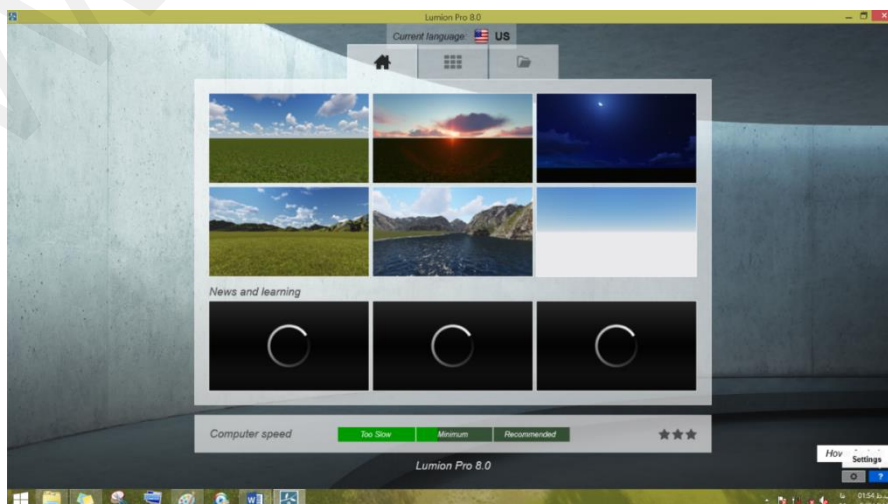 Lumion Pro 8.0
Current language: US
News and learning
Computer speed
Too Slow
Minimum
Recommended
Lumion Pro 8.0
Settings
?